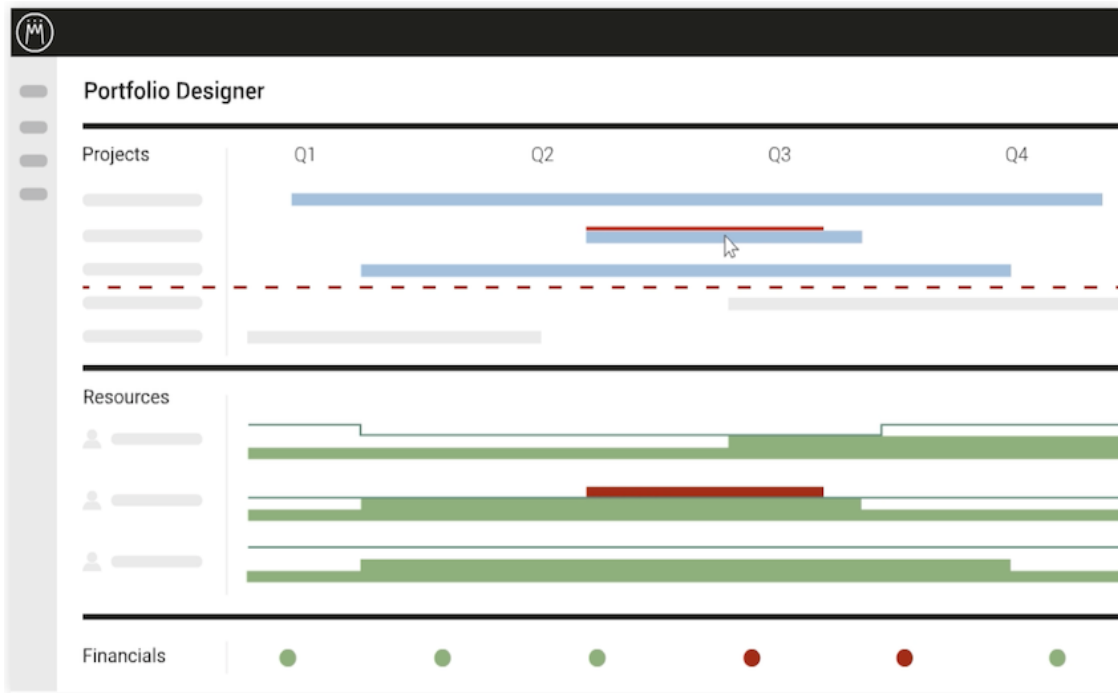 Portfolio Designer
Projects Q1 Q2 Q3 Q4
Resources
Financials